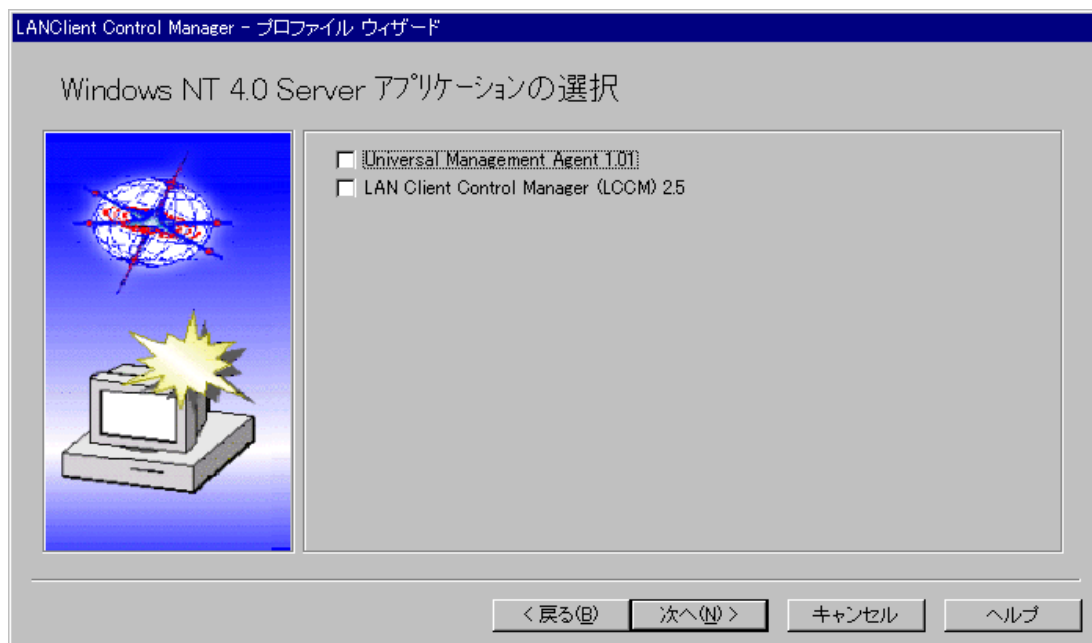 LANClient Control Manager - プロファイル ウィザード
Windows NT 4.0 Server アプリケーションの選択
Universal Management Agent 1.01
LAN Client Control Manager (LCCM) 2.5
< 戻る(B)
次へ(N) >
キャンセル
ヘルプ